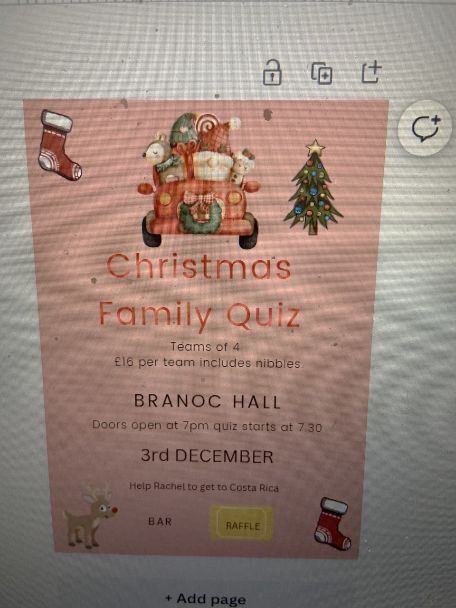 Christmas
Family Quiz
Teams of 4
£16 per team includes nibbles
BRANOC HALL
Doors open at 7pm quiz starts at 7.30
3rd DECEMBER
Help Rachel to get to Costa Rica
BAR
RAFFLE
+ Add page